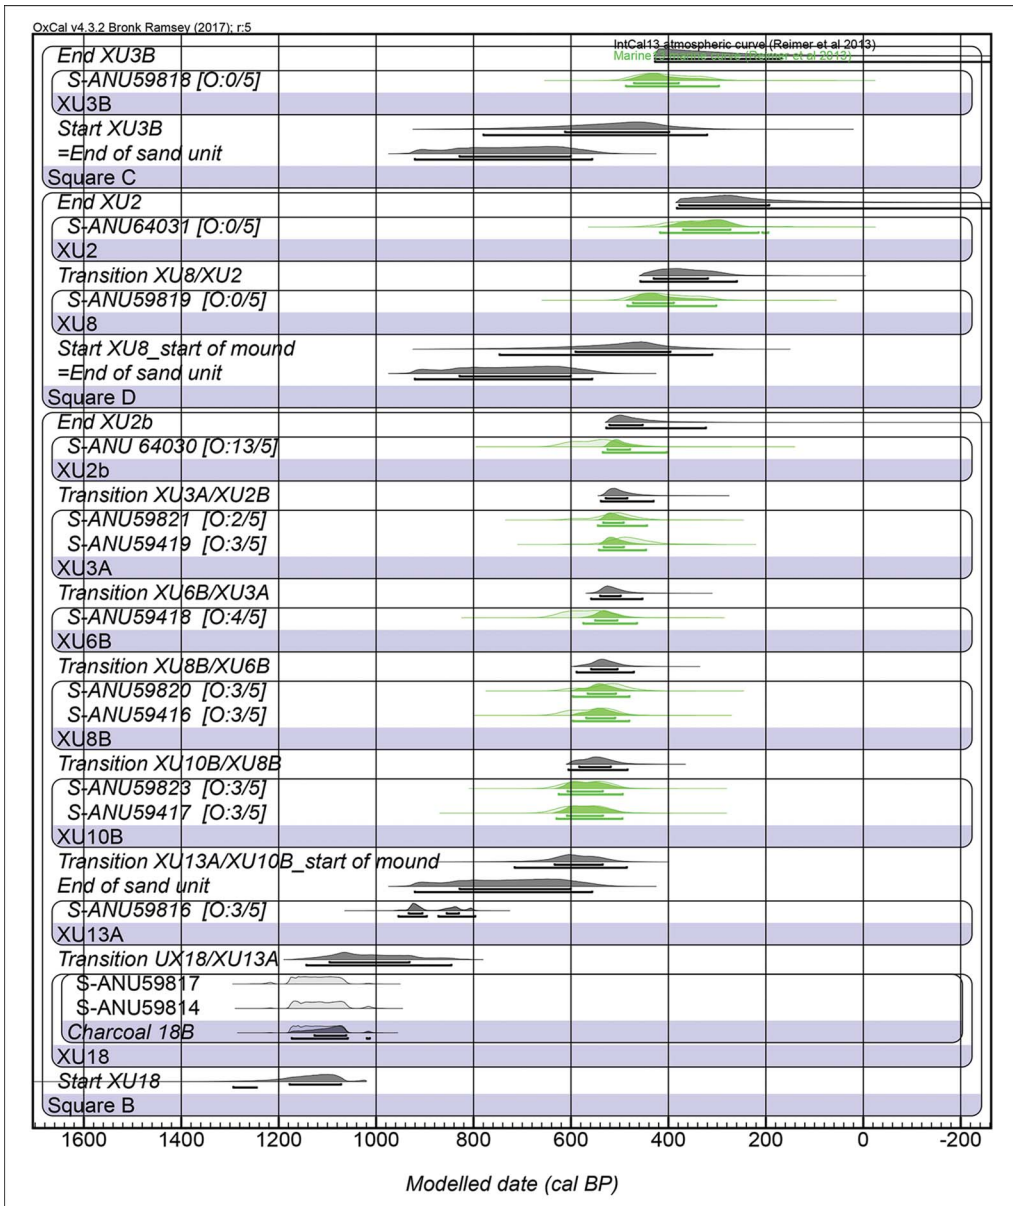 OxCal v4.3.2 Bronk Ramsey (2017); r:5
IntCal13 atmospheric curve (Reimer et al 2013)
marine curve (Reimer et al 2013)
End XU3B
S-ANU59818 [O:0/5]
XU3B
Start XU3B
=End of sand unit
Square C
End XU2
S-ANU64031 [O:0/5]
XU2
Transition XU8/XU2
S-ANU59819 [O:0/5]
XU8
Start XU8_start of mound
=End of sand unit
Square D
End XU2b
S-ANU 64030 [O:13/5]
XU2b
Transition XU3A/XU2B
S-ANU59821 [O:2/5]
S-ANU59419 [O:3/5]
XU3A
Transition XU6B/XU3A
S-ANU59418 [O:4/5]
XU6B
Transition XU8B/XU6B
S-ANU59820 [O:3/5]
S-ANU59416 [O:3/5]
XU8B
Transition XU10B/XU8B
S-ANU59823 [O:3/5]
S-ANU59417 [O:3/5]
XU10B
Transition XU13A/XU10B_start of mound
End of sand unit
S-ANU59816 [O:3/5]
XU13A
Transition UX18/XU13A
S-ANU59817
S-ANU59814
Charcoal 18B
XU18
Start XU18
Square B
1600 1400 1200 1000 800 600 400 200 0 -200
Modelled date (cal BP)